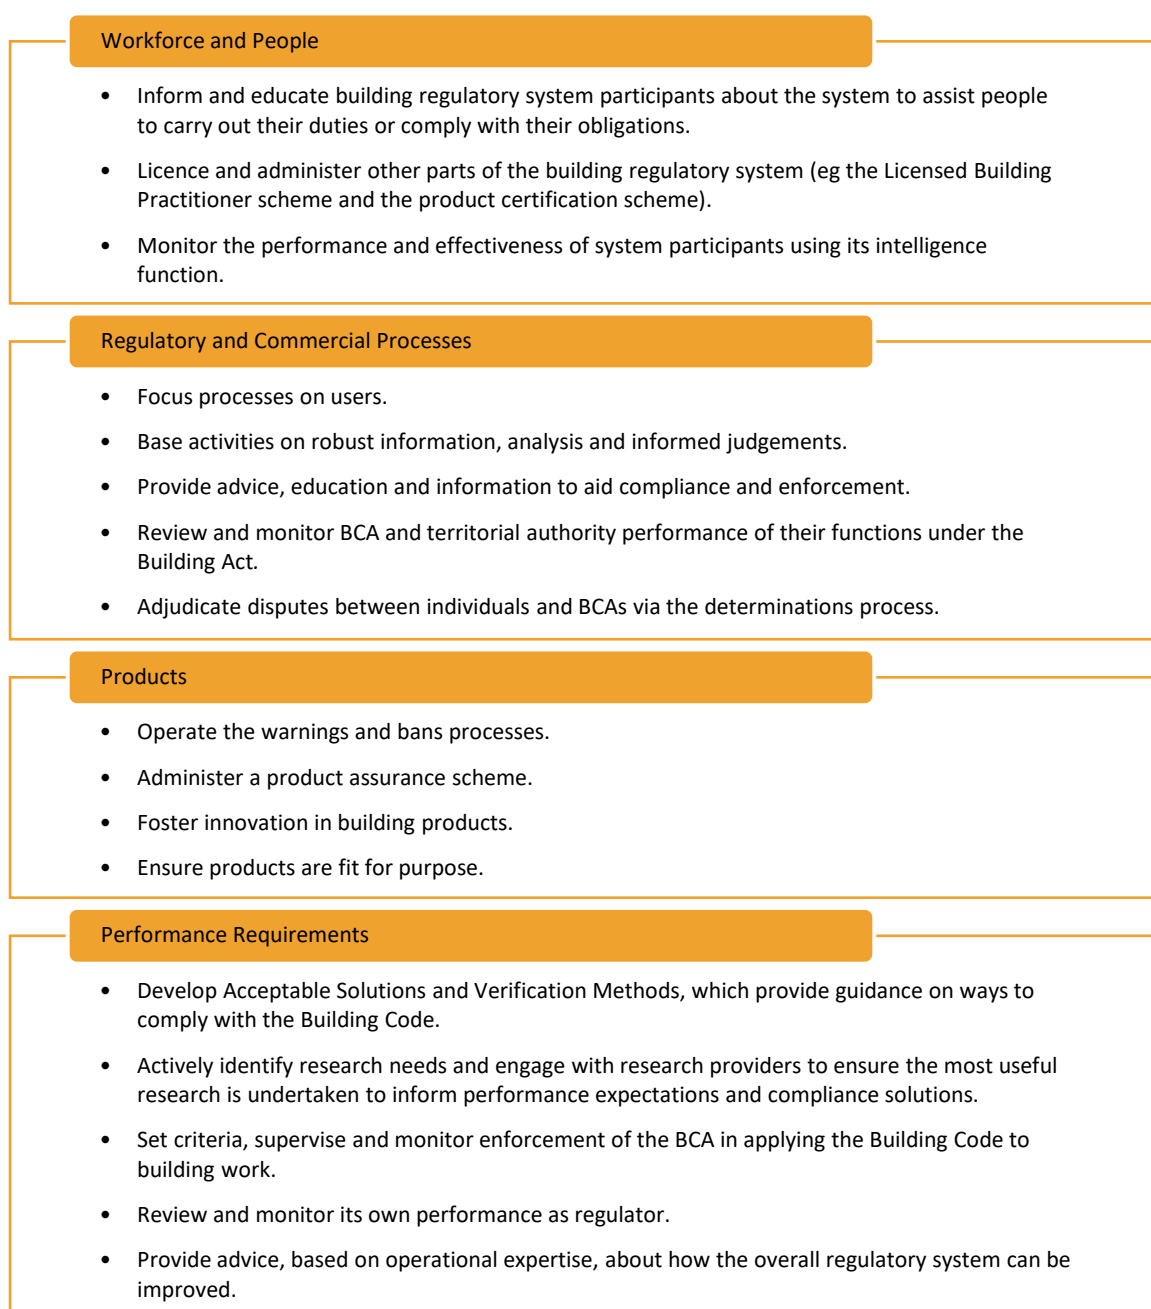 Workforce and People
• Inform and educate building regulatory system participants about the system to assist people
to carry out their duties or comply with their obligations.
• Licence and administer other parts of the building regulatory system (eg the Licensed Building
Practitioner scheme and the product certification scheme).
• Monitor the performance and effectiveness of system participants using its intelligence
function.
Regulatory and Commercial Processes
• Focus processes on users.
• Base activities on robust information, analysis and informed judgements.
• Provide advice, education and information to aid compliance and enforcement.
• Review and monitor BCA and territorial authority performance of their functions under the
Building Act.
• Adjudicate disputes between individuals and BCAs via the determinations process.
Products
• Operate the warnings and bans processes.
• Administer a product assurance scheme.
• Foster innovation in building products.
• Ensure products are fit for purpose.
Performance Requirements
• Develop Acceptable Solutions and Verification Methods, which provide guidance on ways to
comply with the Building Code.
• Actively identify research needs and engage with research providers to ensure the most useful
research is undertaken to inform performance expectations and compliance solutions.
• Set criteria, supervise and monitor enforcement of the BCA in applying the Building Code to
building work.
• Review and monitor its own performance as regulator.
• Provide advice, based on operational expertise, about how the overall regulatory system can be
improved.